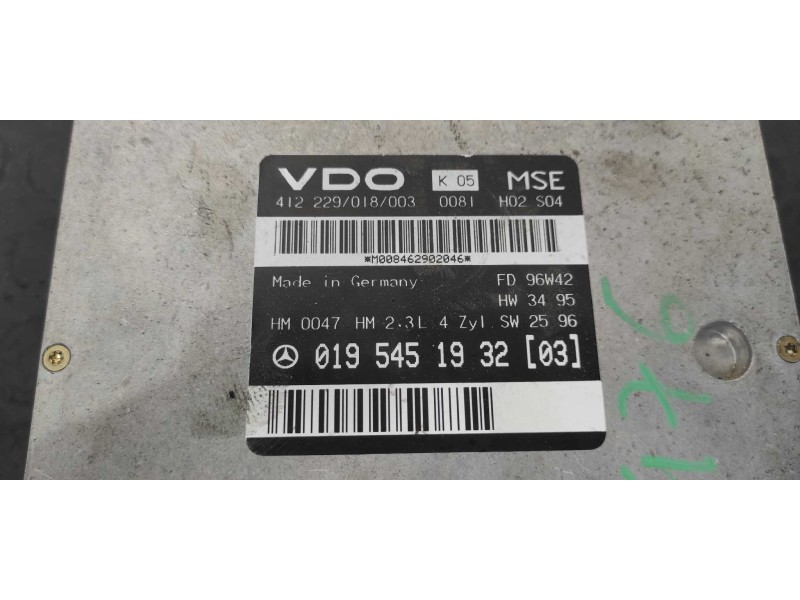 VDO K 05 MSE
412 229/018/003 0081 H02 S04
*M008462902046*
Made in Germany FD 96W42
HW 34 95
HM 0047 HM 2.3L 4 Zyl. SW 25 96
019 545 19 32 [03]
176